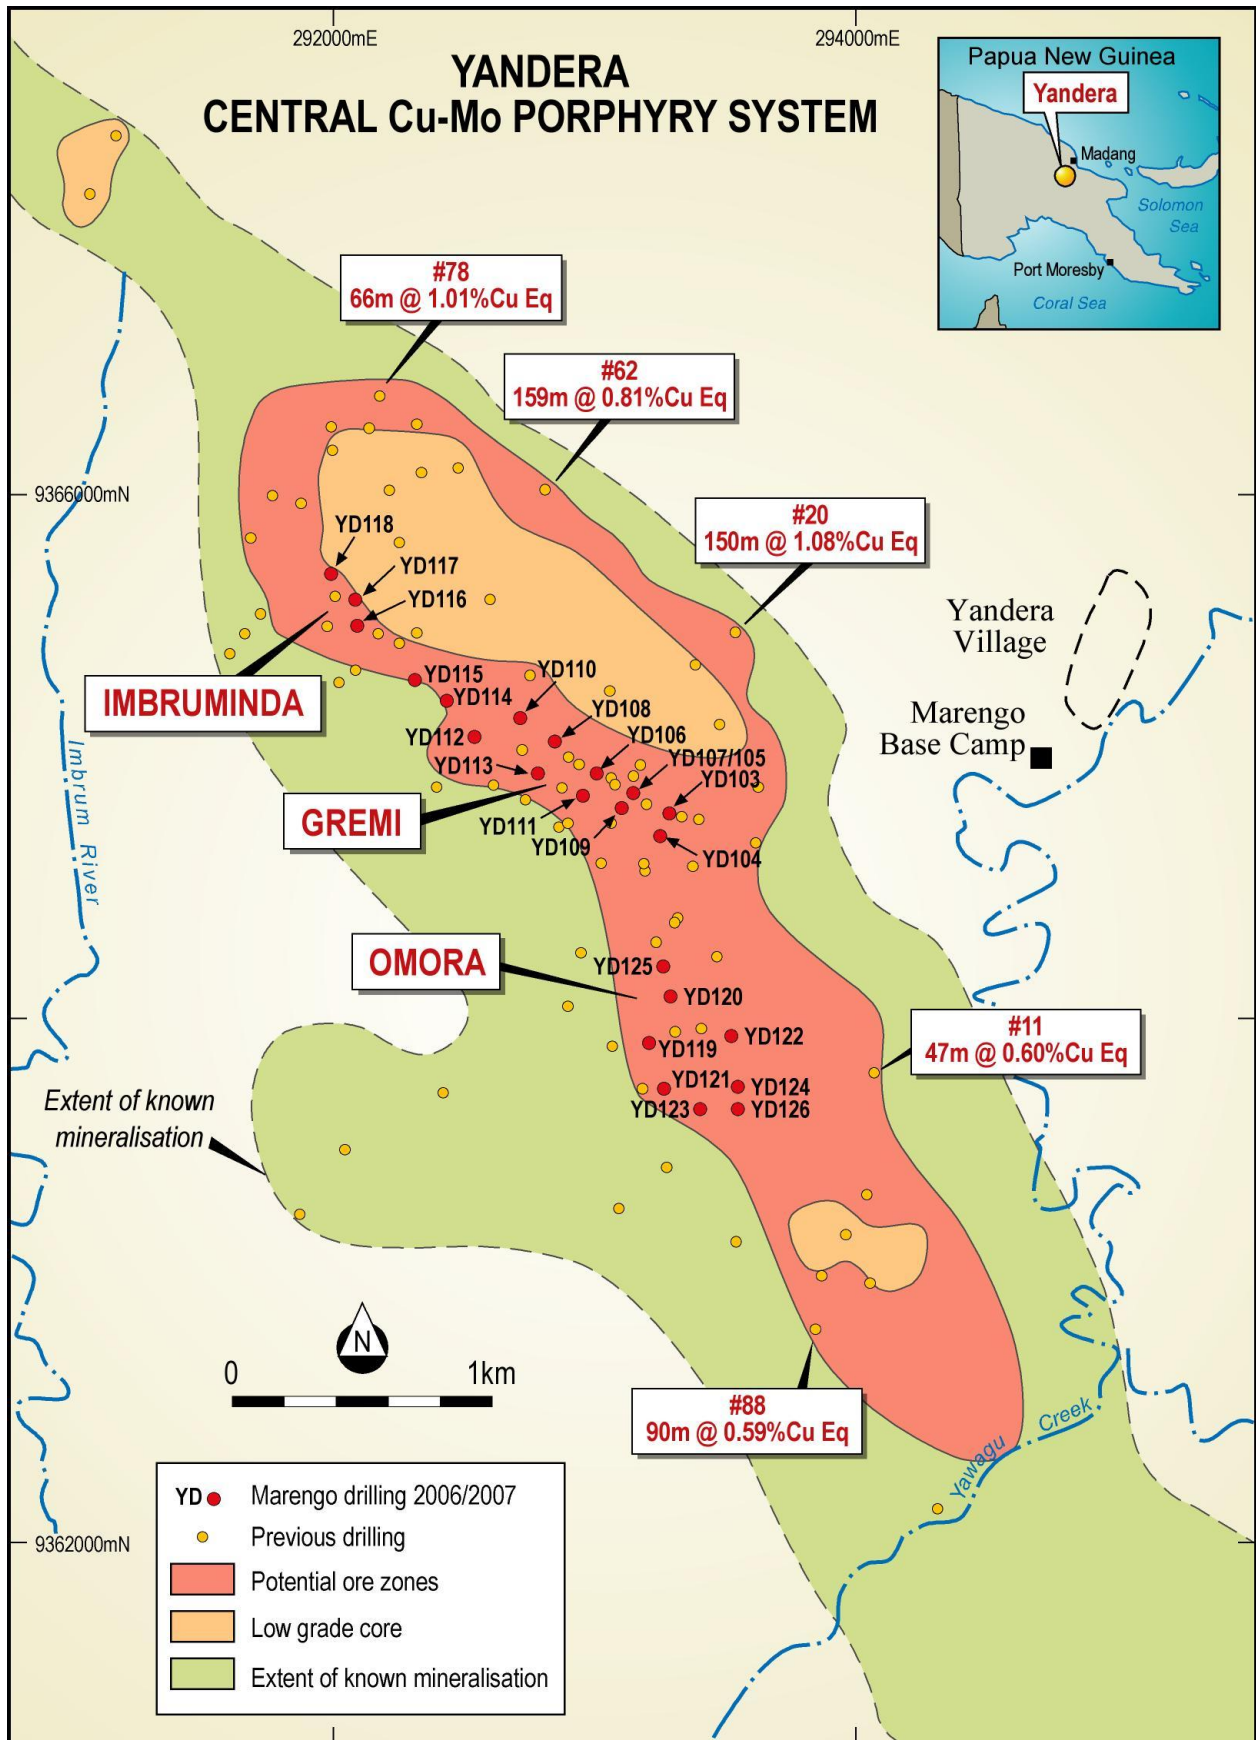 292000mE
294000mE
YANDERA
CENTRAL Cu-Mo PORPHYRY SYSTEM
Papua New Guinea
Yandera
Madang
Solomon
Sea
Port Moresby
Coral Sea
#78
66m @ 1.01%Cu Eq
#62
159m @ 0.81%Cu Eq
9366000mN
#20
150m @ 1.08%Cu Eq
YD118
YD117
YD116
Yandera
Village
IMBRUMINDA
YD115
YD110
YD114
YD108
Marengo
Base Camp
YD112
YD106
YD107/105
YD113
YD103
GREMI
YD111
YD109
YD104
Imbrum River
OMORA
YD125
YD120
YD122
YD119
#11
47m @ 0.60%Cu Eq
YD121
YD124
YD123
YD126
Extent of known
mineralisation
N
0
1km
#88
90m @ 0.59%Cu Eq
Yawagu Creek
9362000mN
YD
Marengo drilling 2006/2007
Previous drilling
Potential ore zones
Low grade core
Extent of known mineralisation